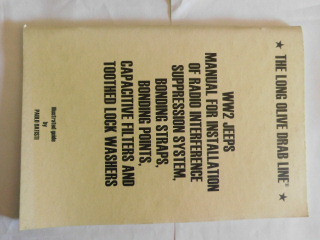 ★ THE LONG OLIVE DRAB LINE® ★
WW2 JEEPS
MANUAL FOR INSTALLATION
OF RADIO INTERFERENCE
SUPPRESSION SYSTEM,
BONDING STRAPS,
BONDING POINTS,
CAPACITIVE FILTERS AND
TOOTHED LOCK WASHERS
Illustrated guide
by